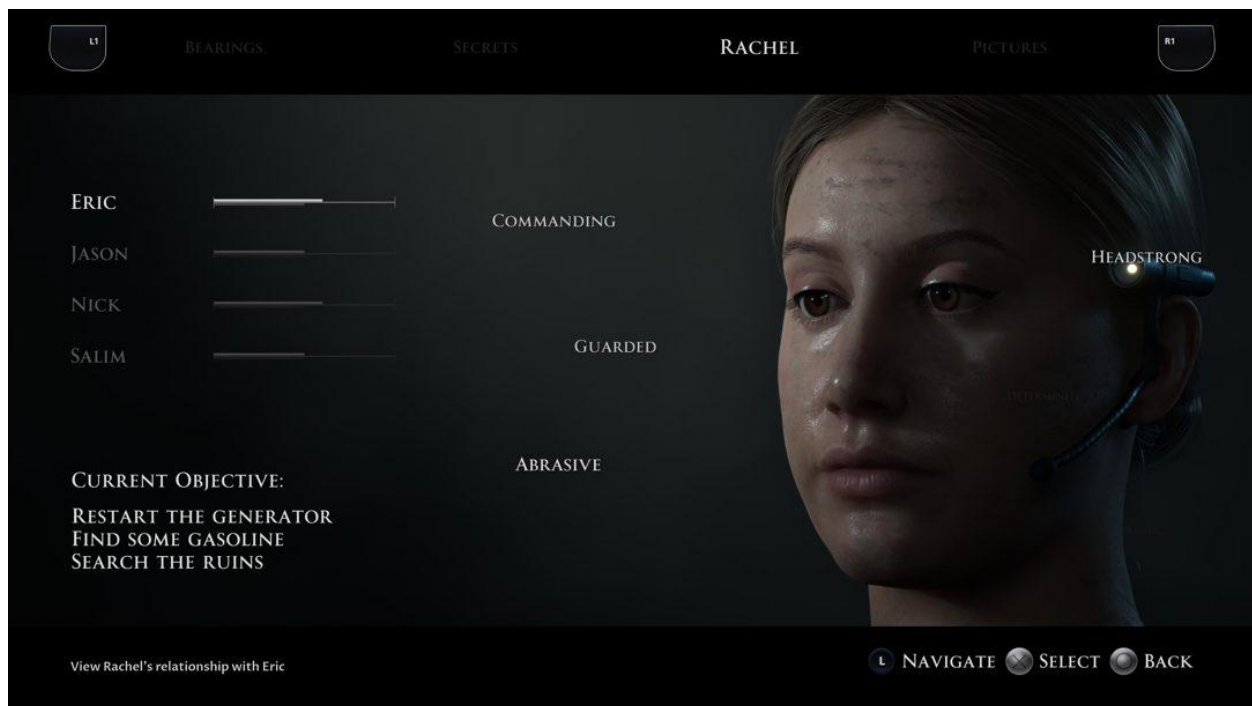 L1
BEARINGS
SECRETS
RACHEL
PICTURES
R1
ERIC
JASON
NICK
SALIM
COMMANDING
HEADSTRONG
GUARDED
DETERMINED
ABRASIVE
CURRENT OBJECTIVE:
RESTART THE GENERATOR
FIND SOME GASOLINE
SEARCH THE RUINS
View Rachel's relationship with Eric
L NAVIGATE SELECT BACK